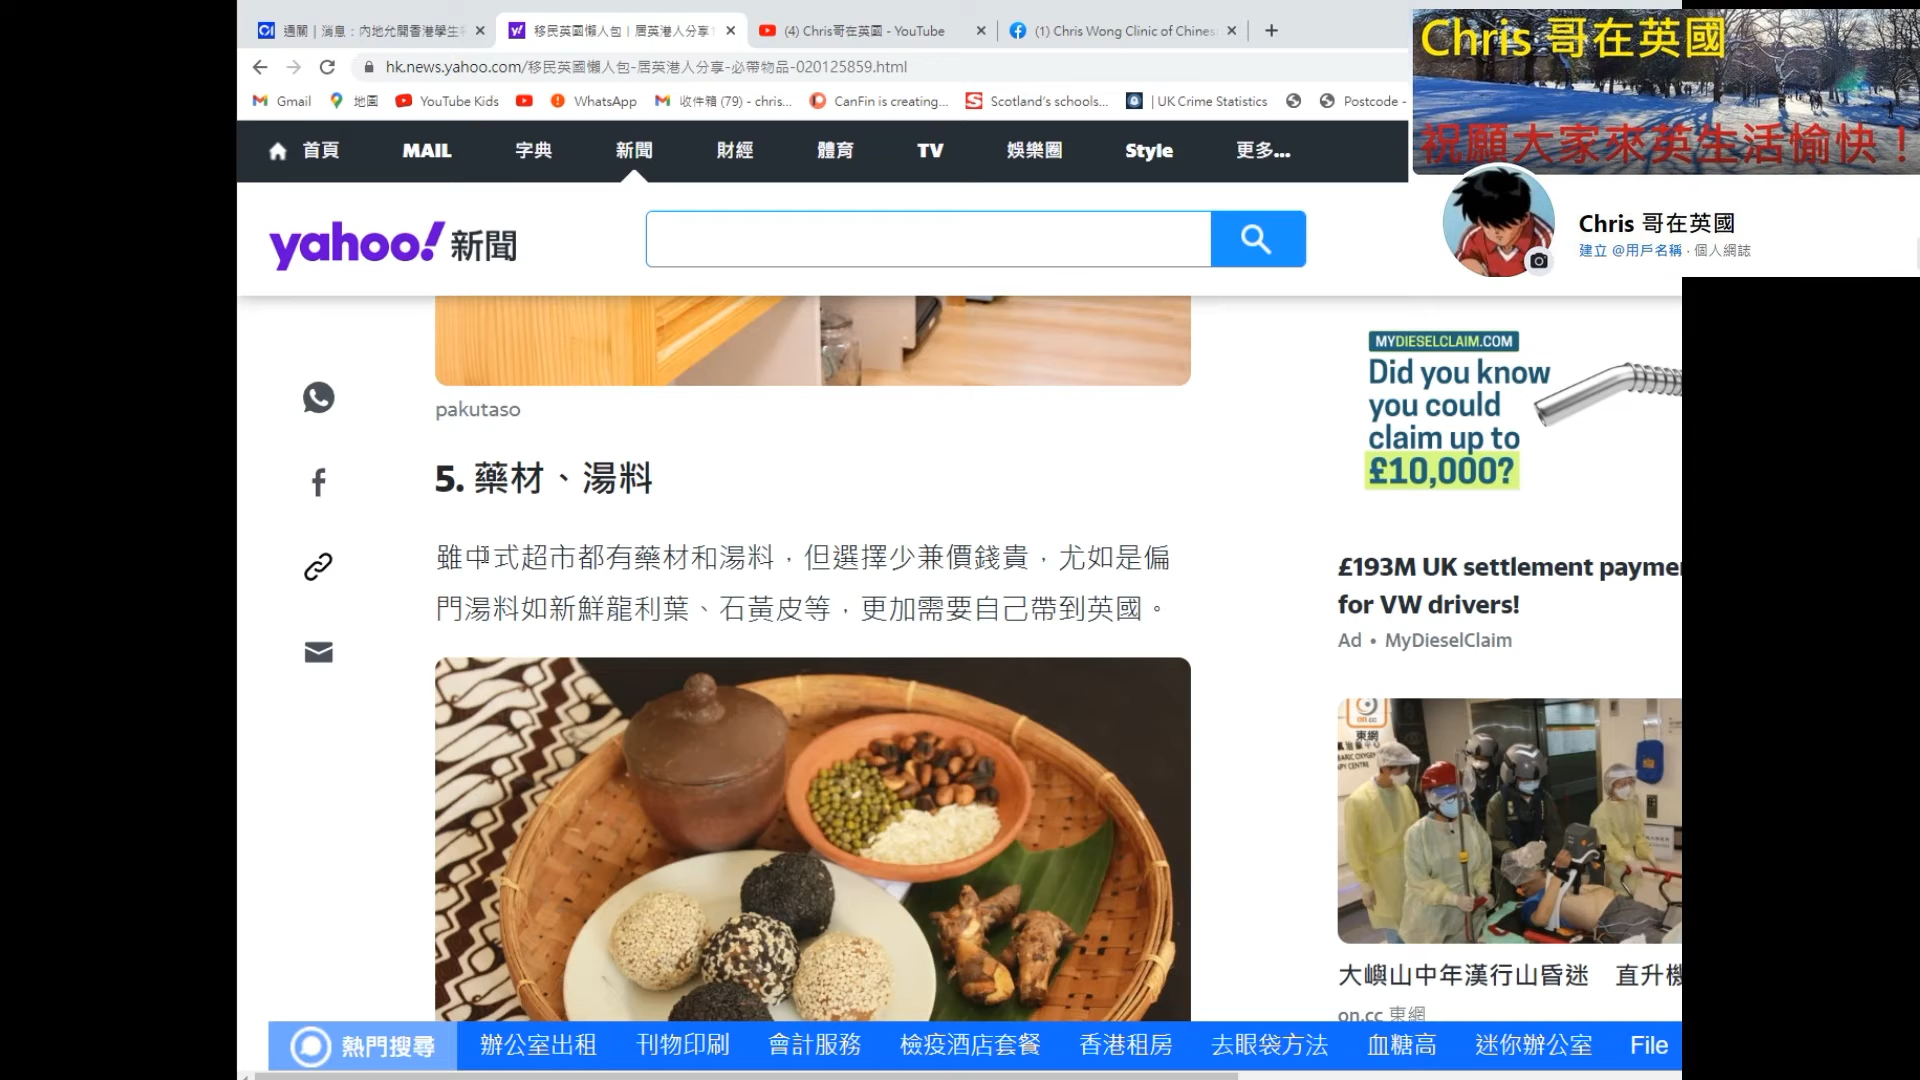 通關｜消息：內地允開香港學生
移民英國懶人包｜居英港人分享
(4) Chris哥在英國 - YouTube
(1) Chris Wong Clinic of Chines
hk.news.yahoo.com/移民英國懶人包-居英港人分享-必帶物品-020125859.html
Gmail
地圖
YouTube Kids
WhatsApp
收件箱 (79) - chris...
CanFin is creating...
Scotland's schools...
| UK Crime Statistics
Postcode -
Chris 哥在英國
祝願大家來英生活愉快！
首頁
MAIL
字典
新聞
財經
體育
TV
娛樂圈
Style
更多...
Chris 哥在英國
建立 @用戶名稱 · 個人網誌
yahoo! 新聞
pakutaso
5. 藥材、湯料
雖中式超市都有藥材和湯料，但選擇少兼價錢貴，尤如是偏
門湯料如新鮮龍利葉、石黃皮等，更加需要自己帶到英國。
MYDIESELCLAIM.COM
Did you know
you could
claim up to
£10,000?
£193M UK settlement payme
for VW drivers!
Ad • MyDieselClaim
on.cc
東網
大嶼山中年漢行山昏迷　直升機
on.cc 東網
熱門搜尋
辦公室出租
刊物印刷
會計服務
檢疫酒店套餐
香港租房
去眼袋方法
血糖高
迷你辦公室
File